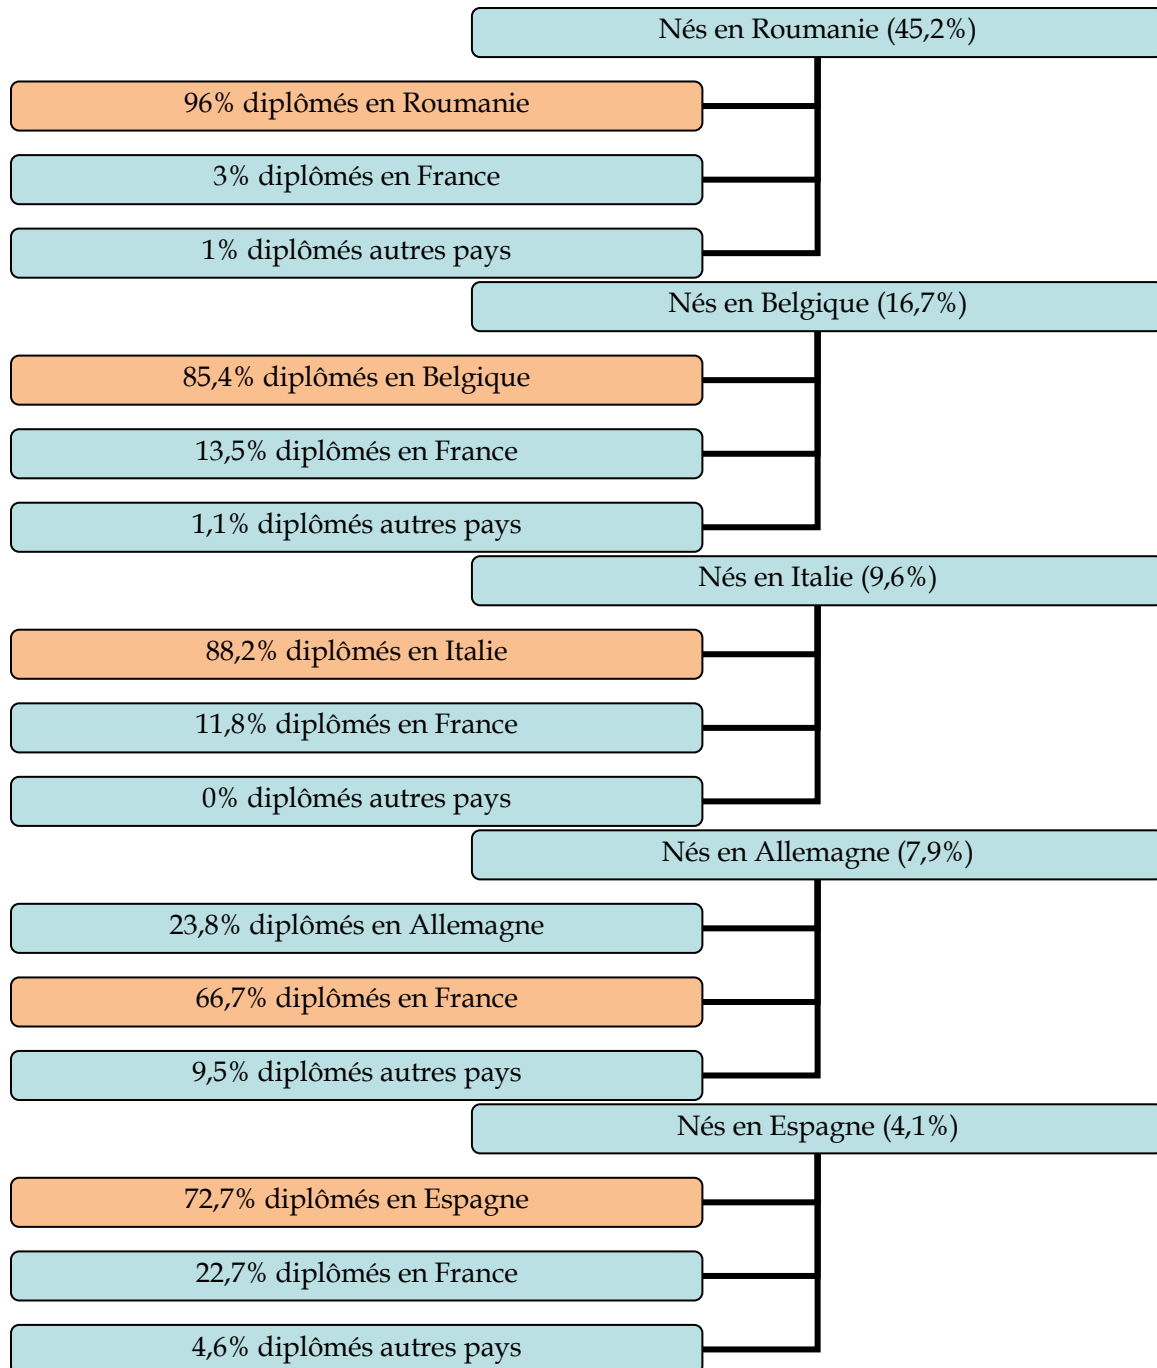 Nés en Roumanie (45,2%)
96% diplômés en Roumanie
3% diplômés en France
1% diplômés autres pays
Nés en Belgique (16,7%)
85,4% diplômés en Belgique
13,5% diplômés en France
1,1% diplômés autres pays
Nés en Italie (9,6%)
88,2% diplômés en Italie
11,8% diplômés en France
0% diplômés autres pays
Nés en Allemagne (7,9%)
23,8% diplômés en Allemagne
66,7% diplômés en France
9,5% diplômés autres pays
Nés en Espagne (4,1%)
72,7% diplômés en Espagne
22,7% diplômés en France
4,6% diplômés autres pays